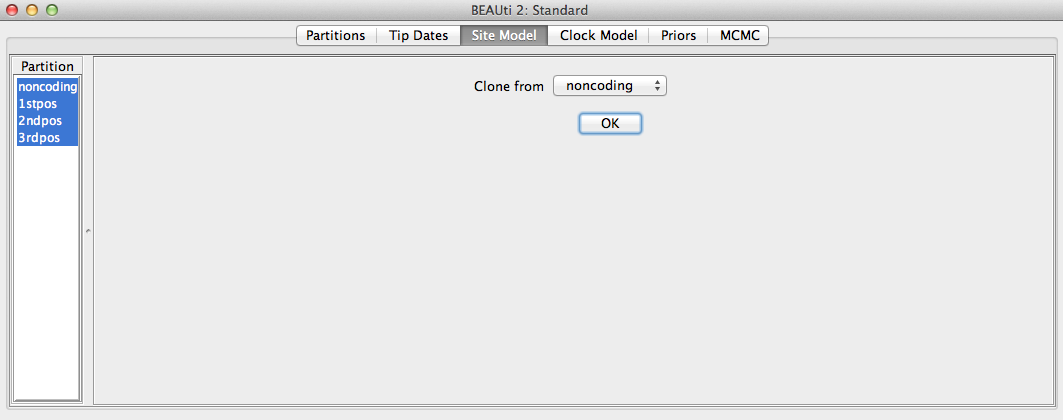 BEAUti 2: Standard
Partitions Tip Dates Site Model Clock Model Priors MCMC
Partition
noncoding
1stpos
2ndpos
3rdpos
Clone from noncoding
OK